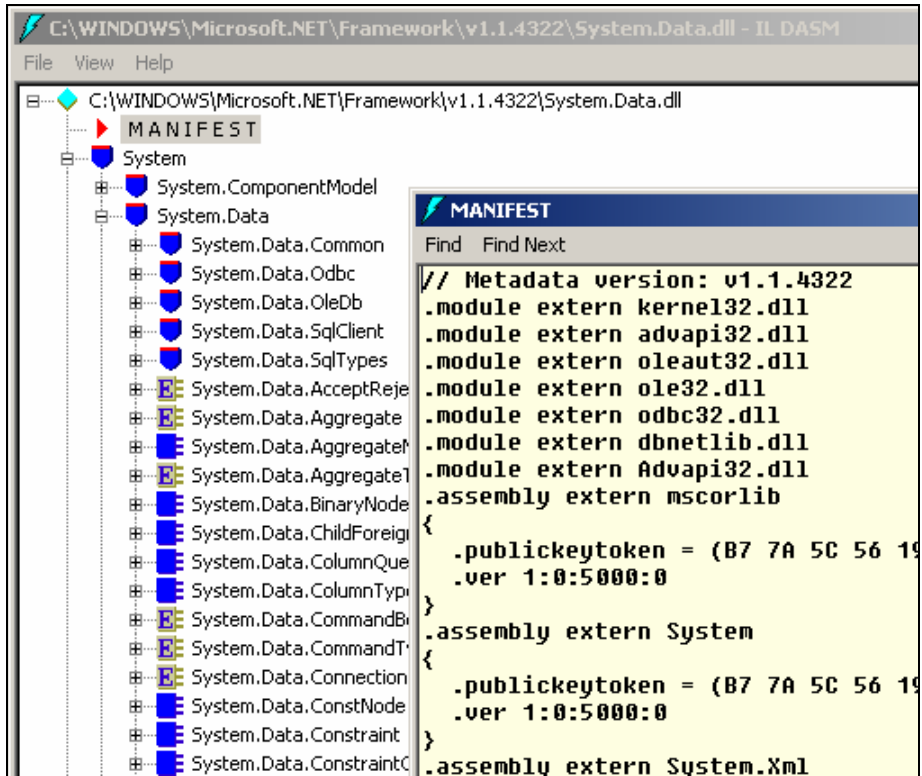 C:\WINDOWS\Microsoft.NET\Framework\v1.1.4322\System.Data.dll - IL DASM
File View Help
C:\WINDOWS\Microsoft.NET\Framework\v1.1.4322\System.Data.dll
MANIFEST
System
System.ComponentModel
System.Data
System.Data.Common
System.Data.Odbc
System.Data.OleDb
System.Data.SqlClient
System.Data.SqlTypes
System.Data.AcceptReje
System.Data.Aggregate
System.Data.Aggregate
System.Data.Aggregate
System.Data.BinaryNode
System.Data.ChildForeig
System.Data.ColumnQue
System.Data.ColumnTyp
System.Data.CommandB
System.Data.CommandT
System.Data.Connection
System.Data.ConstNode
System.Data.Constraint
System.Data.ConstraintC
MANIFEST
Find Find Next
// Metadata version: v1.1.4322
.module extern kernel32.dll
.module extern advapi32.dll
.module extern oleaut32.dll
.module extern ole32.dll
.module extern odbc32.dll
.module extern dbnetlib.dll
.module extern Advapi32.dll
.assembly extern mscorlib
{
.publickeytoken = (B7 7A 5C 56 19
.ver 1:0:5000:0
}
.assembly extern System
{
.publickeytoken = (B7 7A 5C 56 19
.ver 1:0:5000:0
}
.assembly extern System.Xml